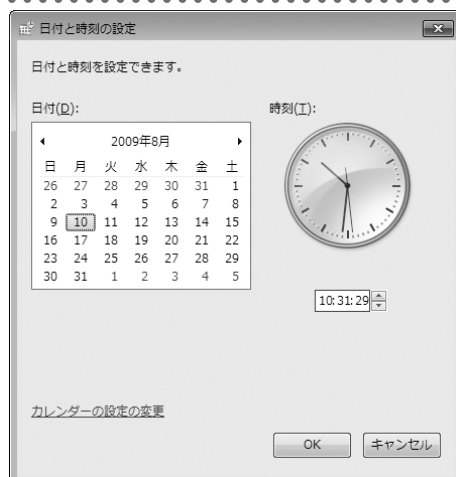 日付と時刻の設定
日付と時刻を設定できます。
日付(D):
2009年8月
日 月 火 水 木 金 土
26 27 28 29 30 31 1
2 3 4 5 6 7 8
9 10 11 12 13 14 15
16 17 18 19 20 21 22
23 24 25 26 27 28 29
30 31 1 2 3 4 5
時刻(T):
10:31:29
カレンダーの設定の変更
OK キャンセル